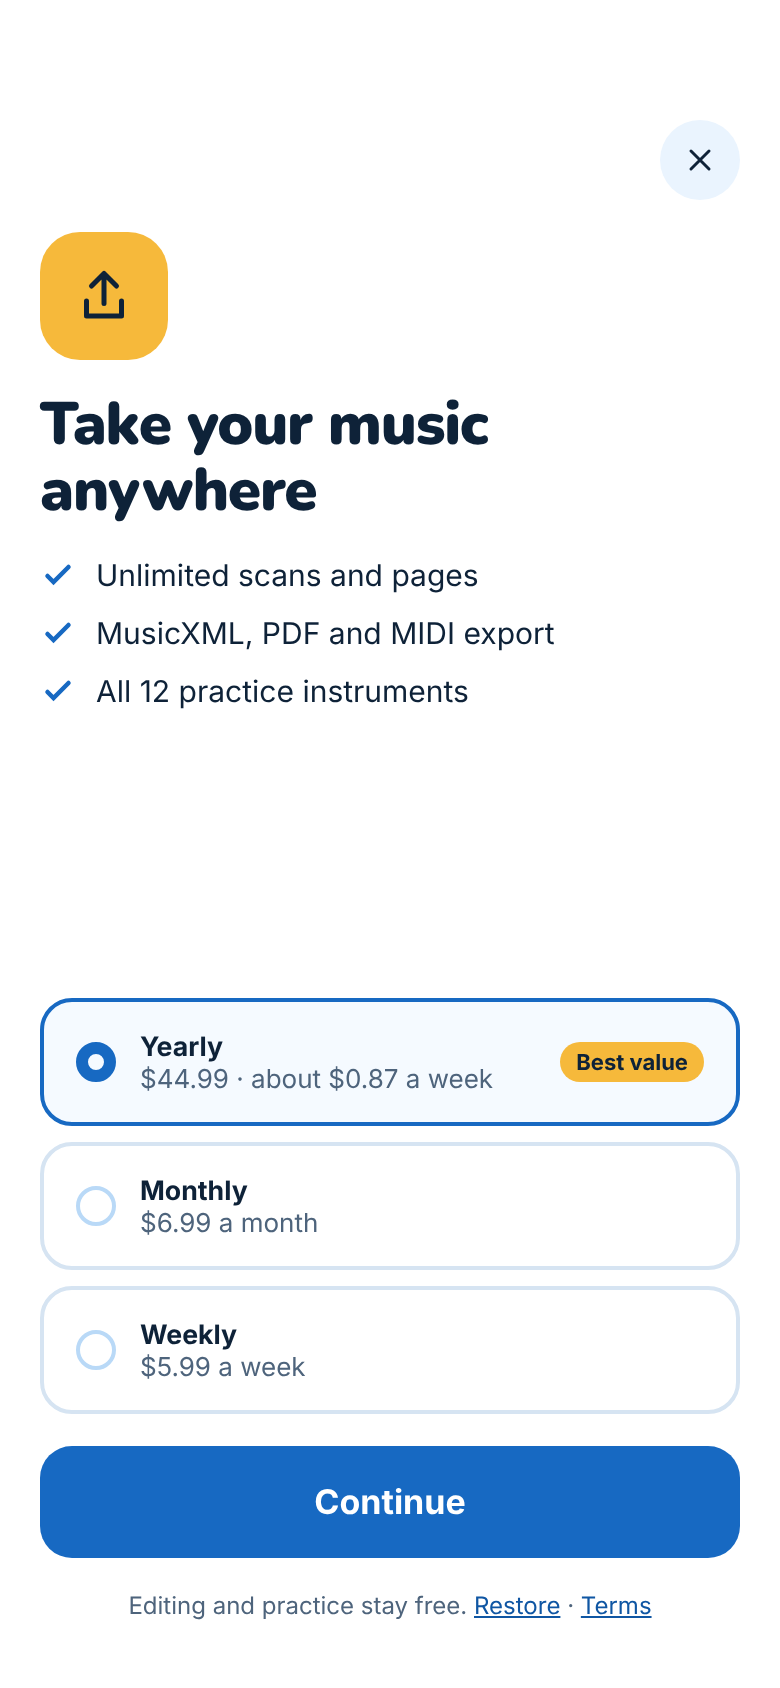 Take your music
anywhere
Unlimited scans and pages
MusicXML, PDF and MIDI export
All 12 practice instruments
Yearly
$44.99 · about $0.87 a week
Best value
Monthly
$6.99 a month
Weekly
$5.99 a week
Continue
Editing and practice stay free. Restore · Terms